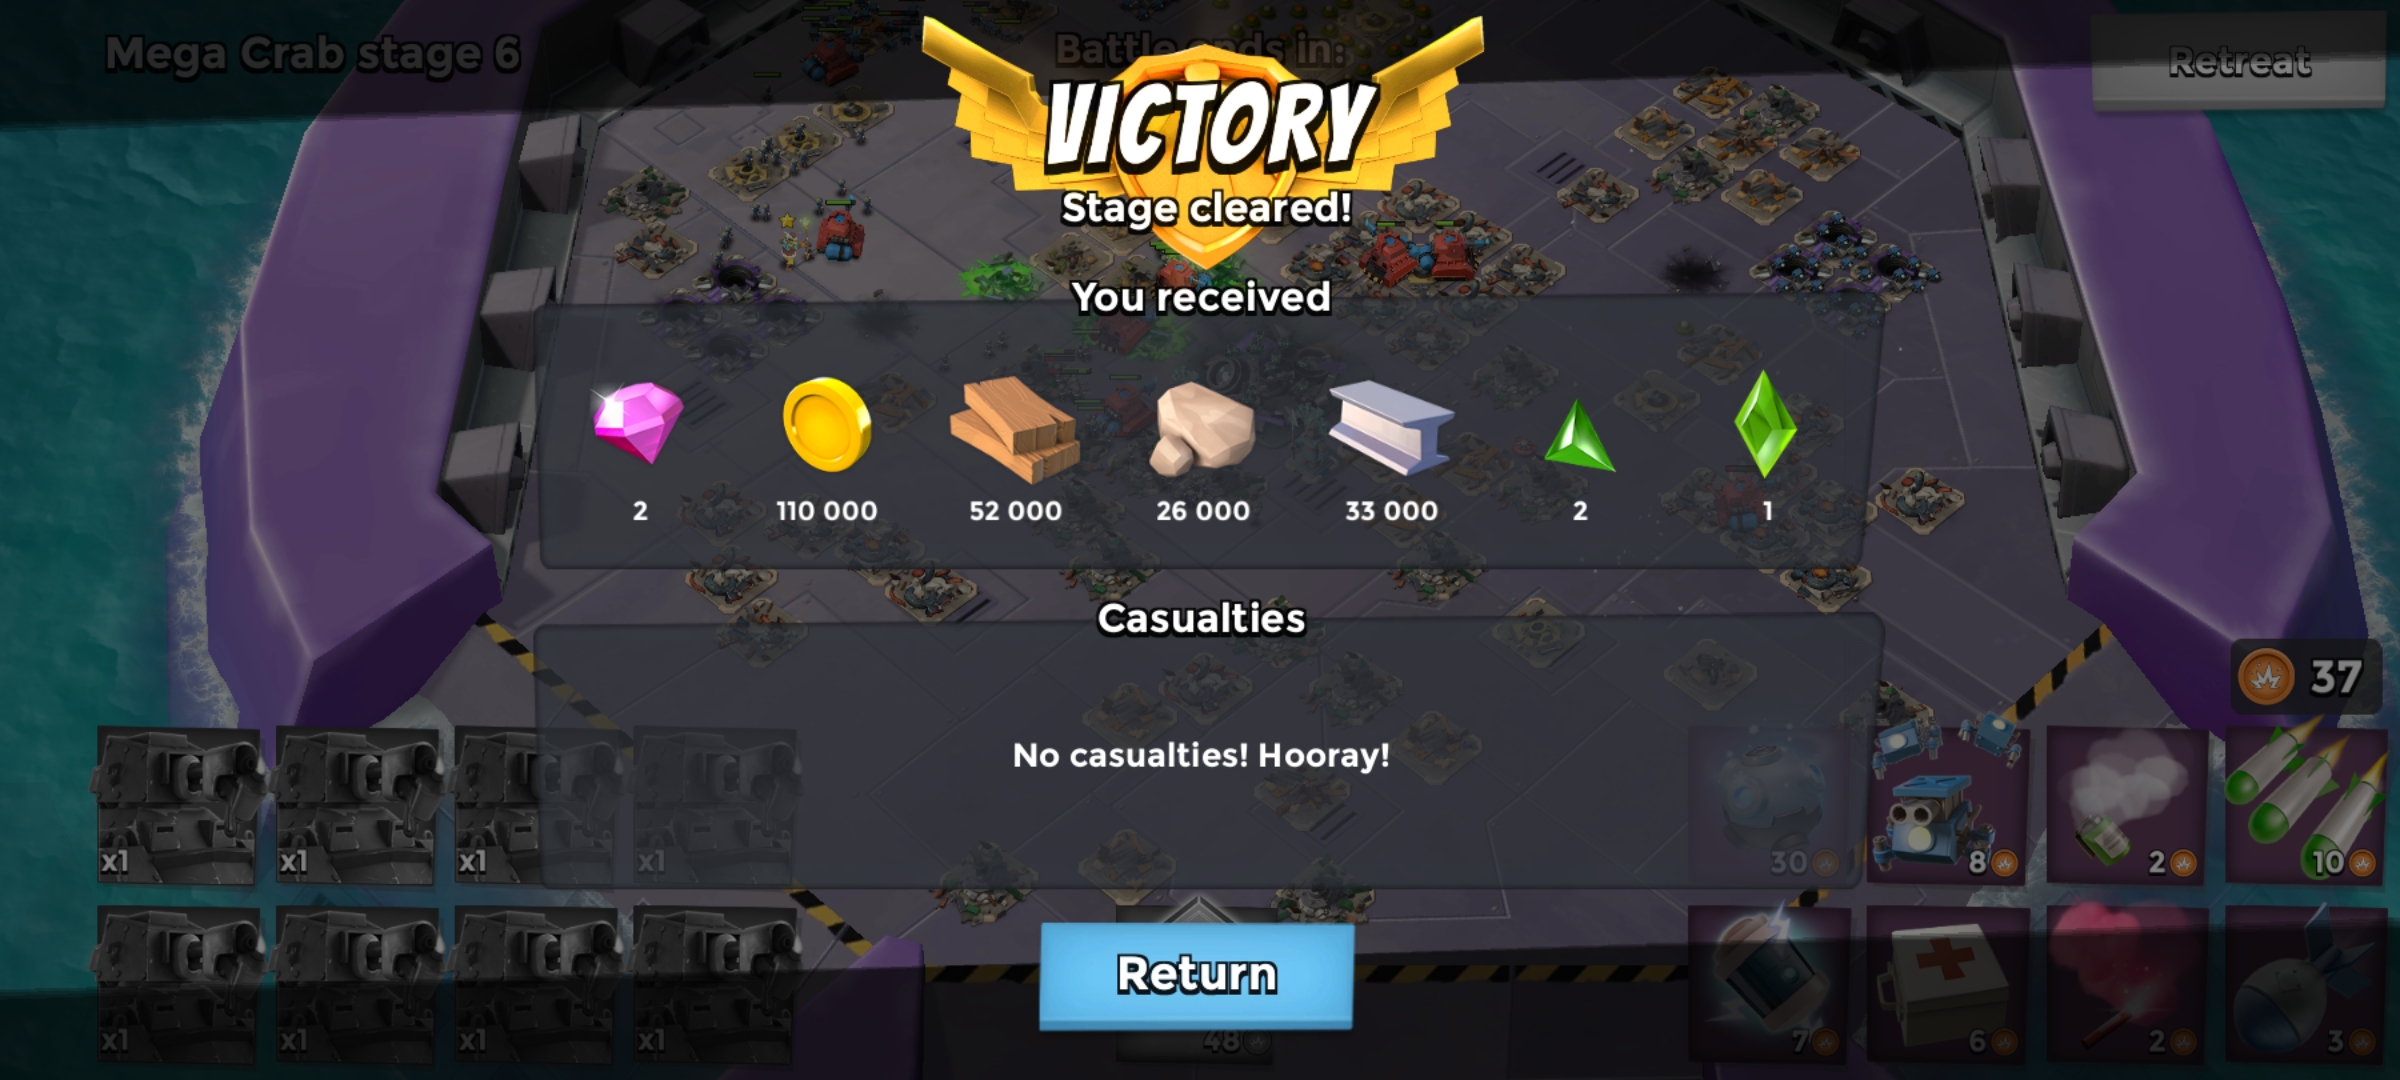 Mega Crab stage 6
Battle ends in:
Retreat
VICTORY
Stage cleared!
You received
2
110 000
52 000
26 000
33 000
2
1
Casualties
No casualties! Hooray!
37
x1
x1
x1
x1
30
8
2
10
x1
x1
x1
x1
Return
48
7
6
2
3